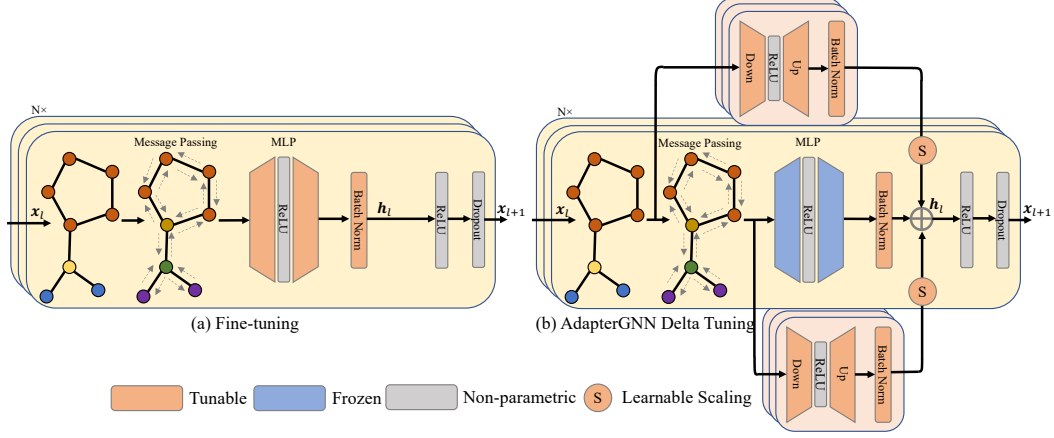 Down
ReLU
Up
Batch Norm
N×
Message Passing
MLP
x_l
ReLU
Batch Norm
h_l
ReLU
Dropout
x_{l+1}
(a) Fine-tuning
N×
Message Passing
MLP
S
x_l
ReLU
Batch Norm
h_l
ReLU
Dropout
x_{l+1}
S
(b) AdapterGNN Delta Tuning
Down
ReLU
Up
Batch Norm
Tunable
Frozen
Non-parametric
S
Learnable Scaling